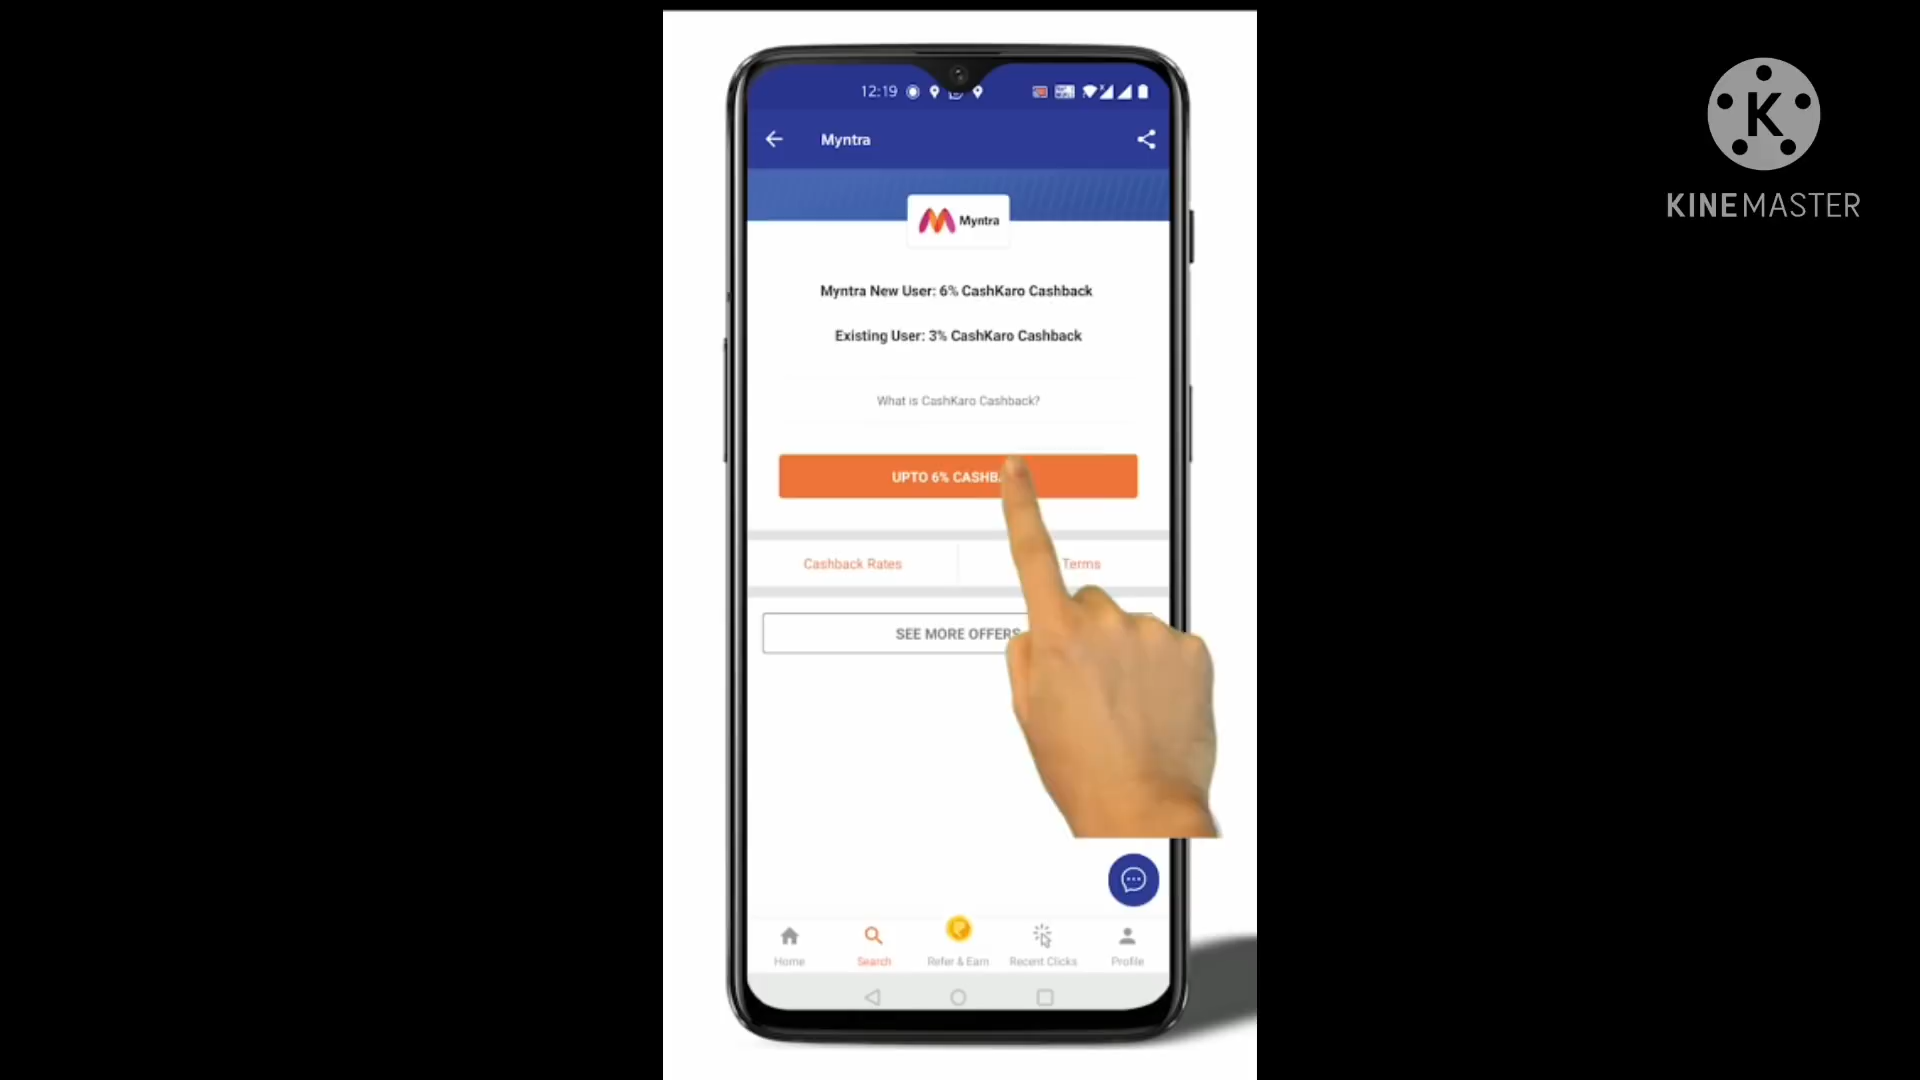 12:19
Myntra
Myntra
Myntra New User: 6% CashKaro Cashback
Existing User: 3% CashKaro Cashback
What is CashKaro Cashback?
UPTO 6%
Cashback Rates
Terms
SEE MORE OFFERS
Home
Search
Refer & Earn
Recent Clicks
Profile
K
KINEMASTER